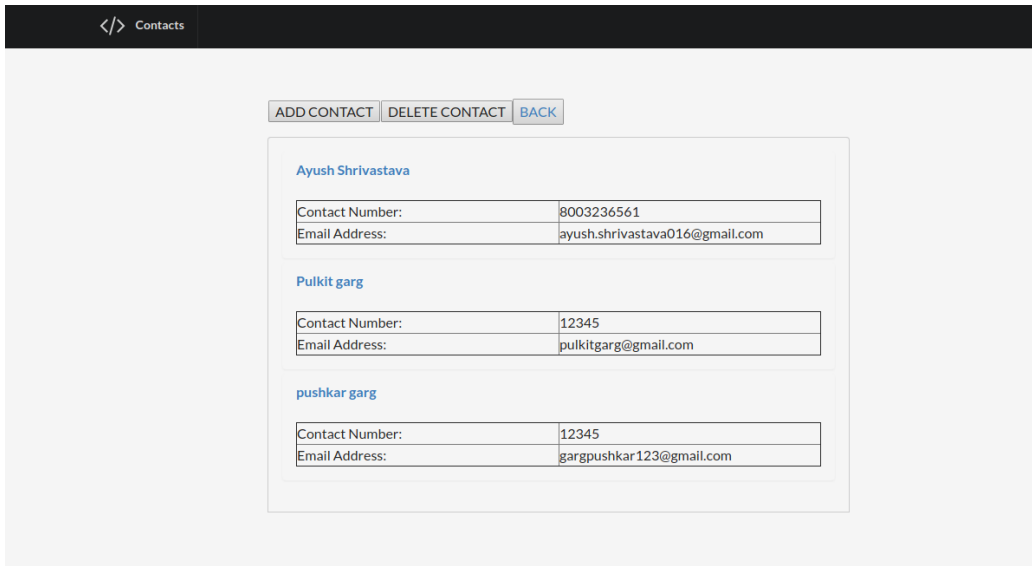 </> Contacts
ADD CONTACT DELETE CONTACT BACK
Ayush Shrivastava
Contact Number: 8003236561
Email Address: ayush.shrivastava016@gmail.com
Pulkit garg
Contact Number: 12345
Email Address: pulkitgarg@gmail.com
pushkar garg
Contact Number: 12345
Email Address: gargpushkar123@gmail.com